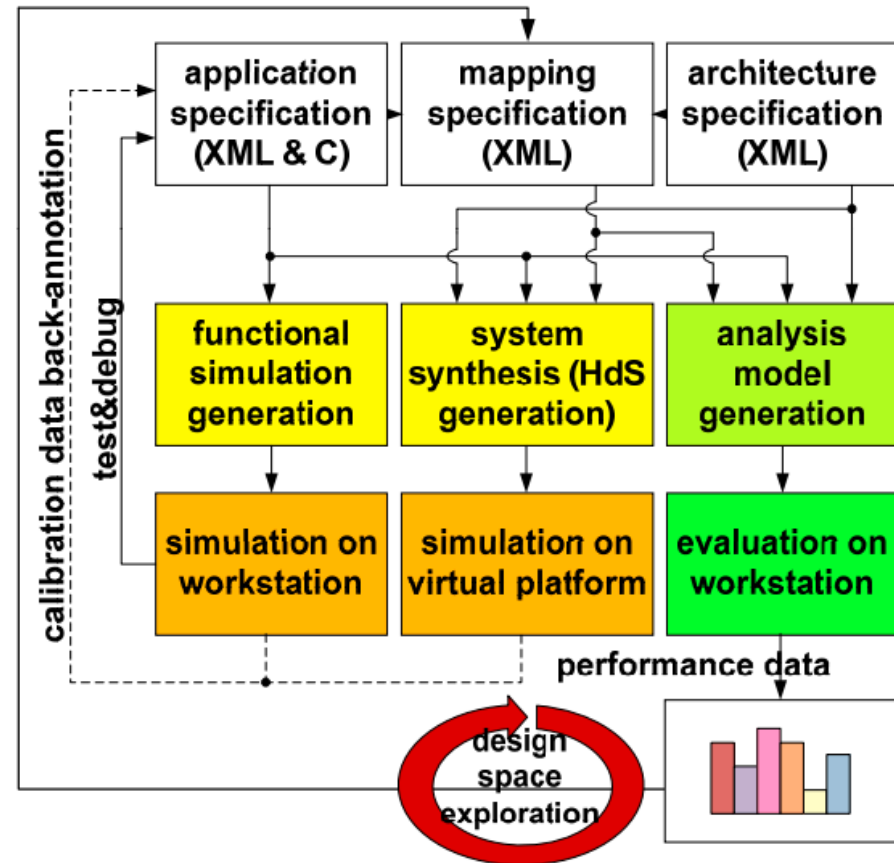 application
specification
(XML & C)
mapping
specification
(XML)
architecture
specification
(XML)
calibration data back-annotation
test&debug
functional
simulation
generation
system
synthesis (HdS
generation)
analysis
model
generation
simulation on
workstation
simulation on
virtual platform
evaluation on
workstation
performance data
design
space
exploration